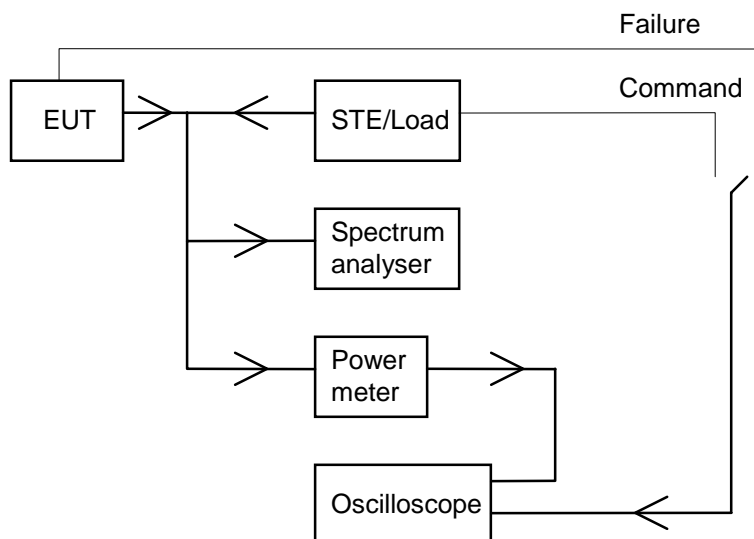 Failure
Command
EUT
STE/Load
Spectrum
analyser
Power
meter
Oscilloscope